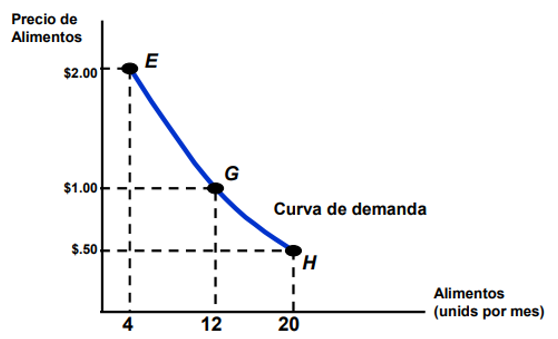 Precio de
Alimentos
E
$2.00
G
$1.00
Curva de demanda
$.50
H
Alimentos
(unids por mes)
4
12
20